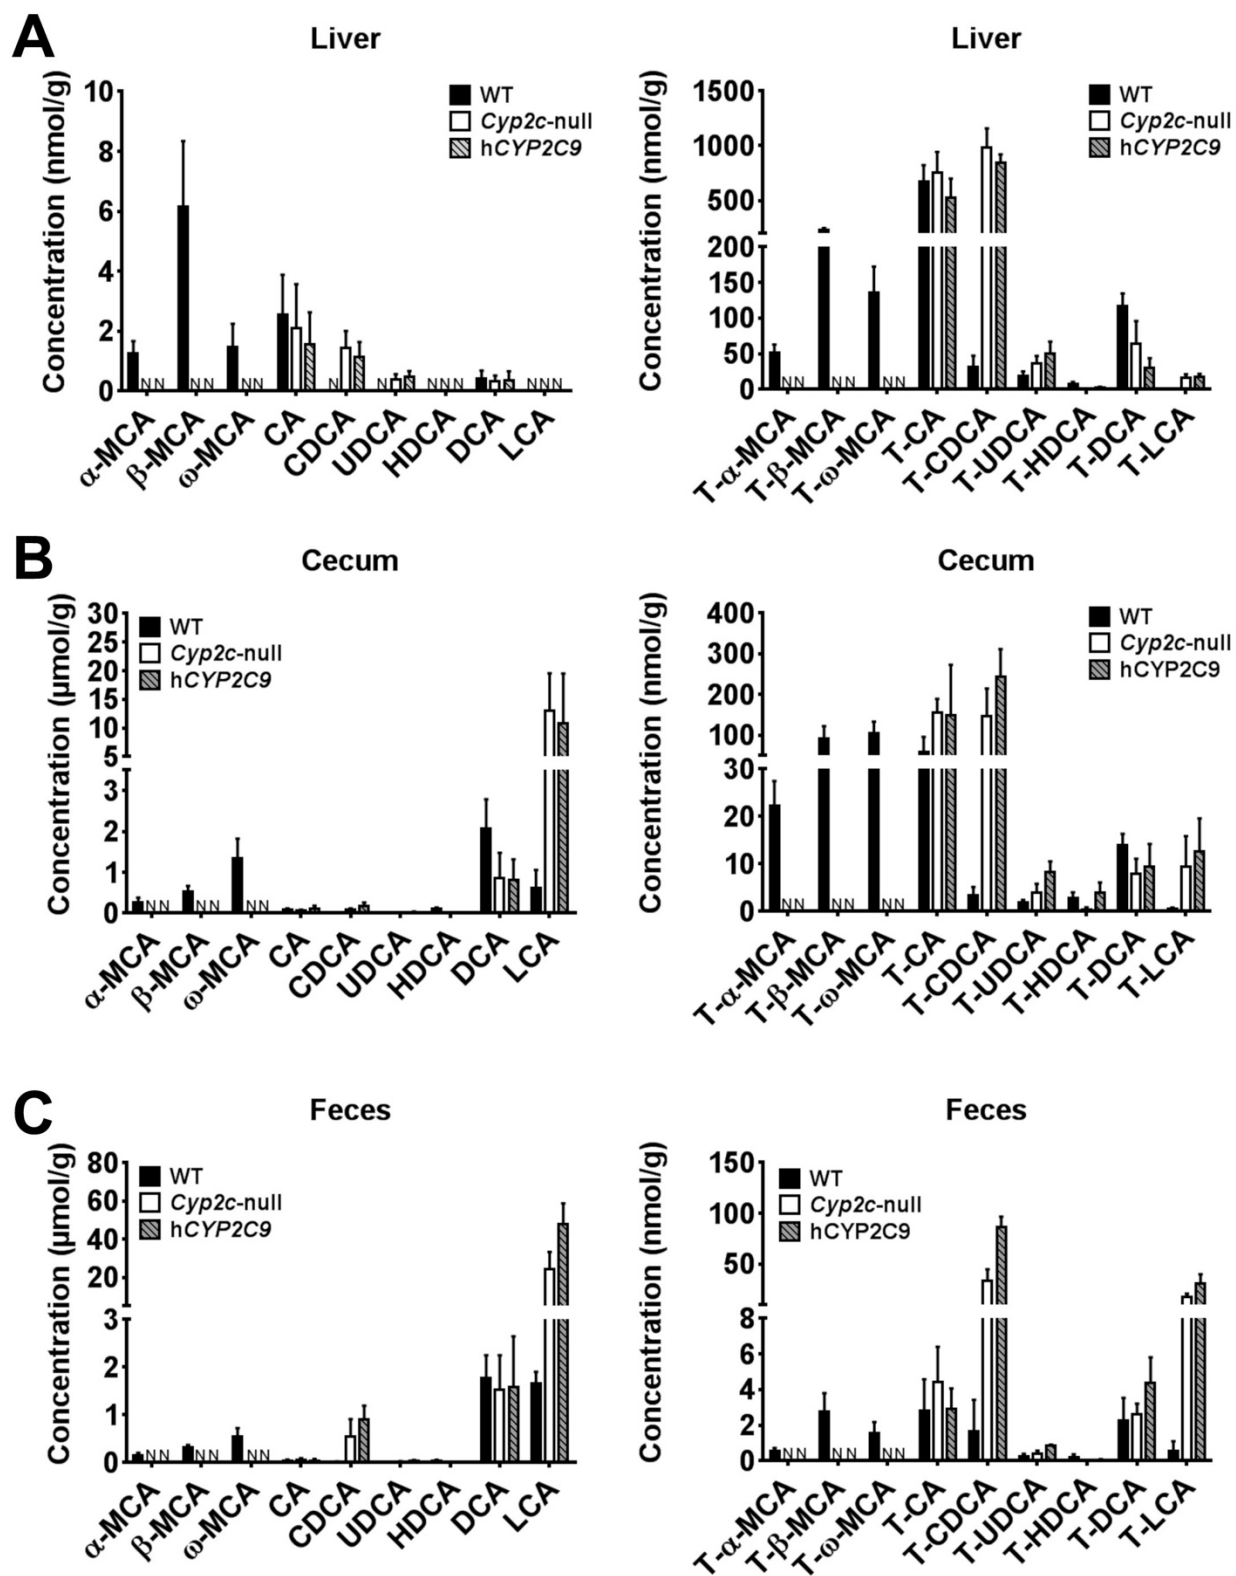 A
Liver
Concentration (nmol/g)
10
8
6
4
2
0
WT
Cyp2c-null
hCYP2C9
N N
N N
N N
N
N
N N N
N N N
α-MCA
β-MCA
ω-MCA
CA
CDCA
UDCA
HDCA
DCA
LCA
Liver
Concentration (nmol/g)
1500
1000
500
200
150
100
50
0
WT
Cyp2c-null
hCYP2C9
N N
N N
N N
T-α-MCA
T-β-MCA
T-ω-MCA
T-CA
T-CDCA
T-UDCA
T-HDCA
T-DCA
T-LCA
B
Cecum
Concentration (μmol/g)
30
25
20
15
10
5
3
2
1
0
WT
Cyp2c-null
hCYP2C9
N N
N N
N N
α-MCA
β-MCA
ω-MCA
CA
CDCA
UDCA
HDCA
DCA
LCA
Cecum
Concentration (nmol/g)
400
300
200
100
30
20
10
0
WT
Cyp2c-null
hCYP2C9
N N
N N
N N
T-α-MCA
T-β-MCA
T-ω-MCA
T-CA
T-CDCA
T-UDCA
T-HDCA
T-DCA
T-LCA
C
Feces
Concentration (μmol/g)
80
60
40
20
3
2
1
0
WT
Cyp2c-null
hCYP2C9
N N
N N
N N
α-MCA
β-MCA
ω-MCA
CA
CDCA
UDCA
HDCA
DCA
LCA
Feces
Concentration (nmol/g)
150
100
50
8
6
4
2
0
WT
Cyp2c-null
hCYP2C9
N N
N N
N N
T-α-MCA
T-β-MCA
T-ω-MCA
T-CA
T-CDCA
T-UDCA
T-HDCA
T-DCA
T-LCA